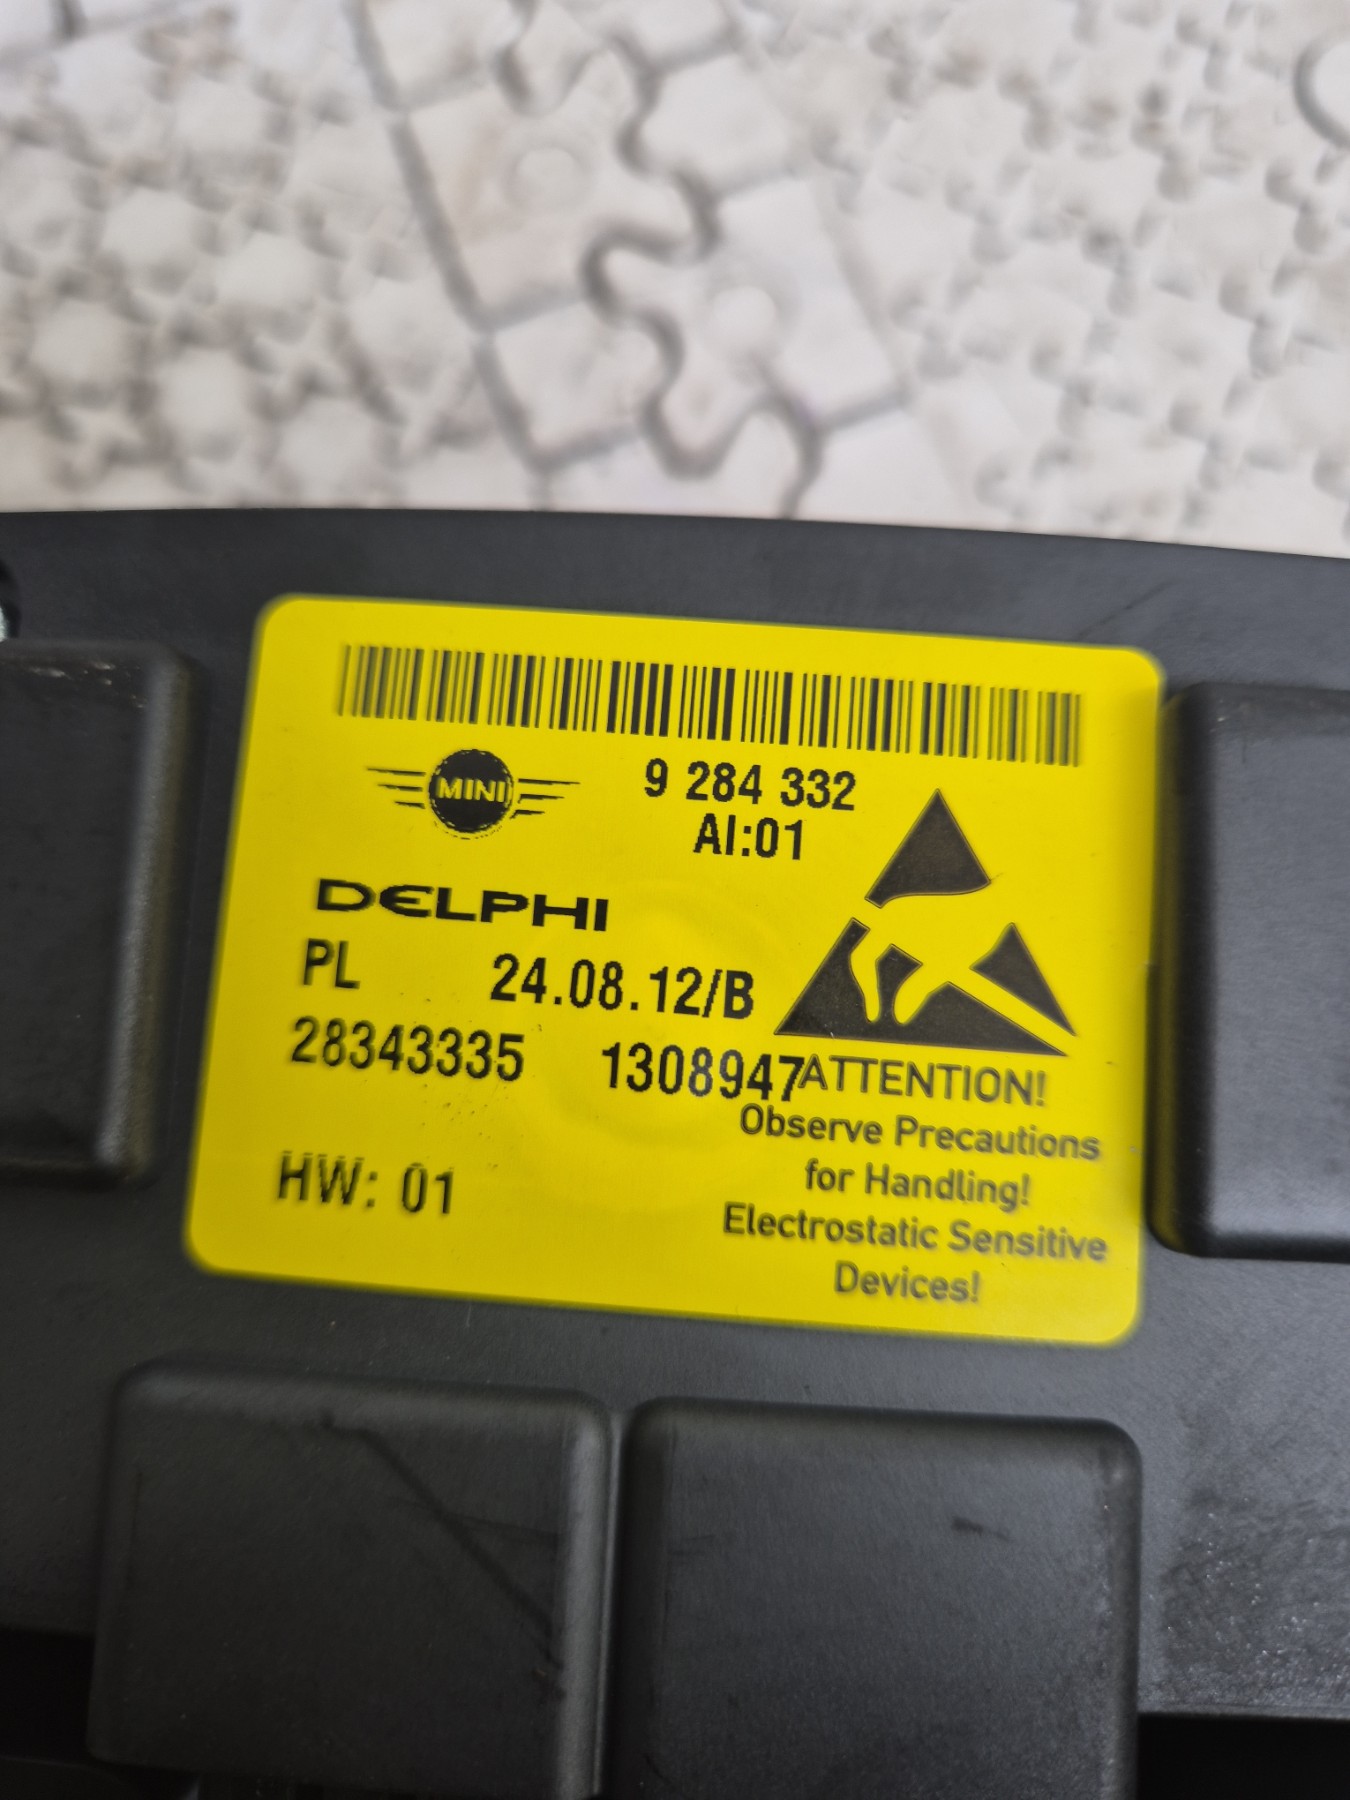 MINI
9 284 332
AI:01
DELPHI
PL 24.08.12/B
28343335 1308947
HW: 01
ATTENTION!
Observe Precautions
for Handling!
Electrostatic Sensitive
Devices!